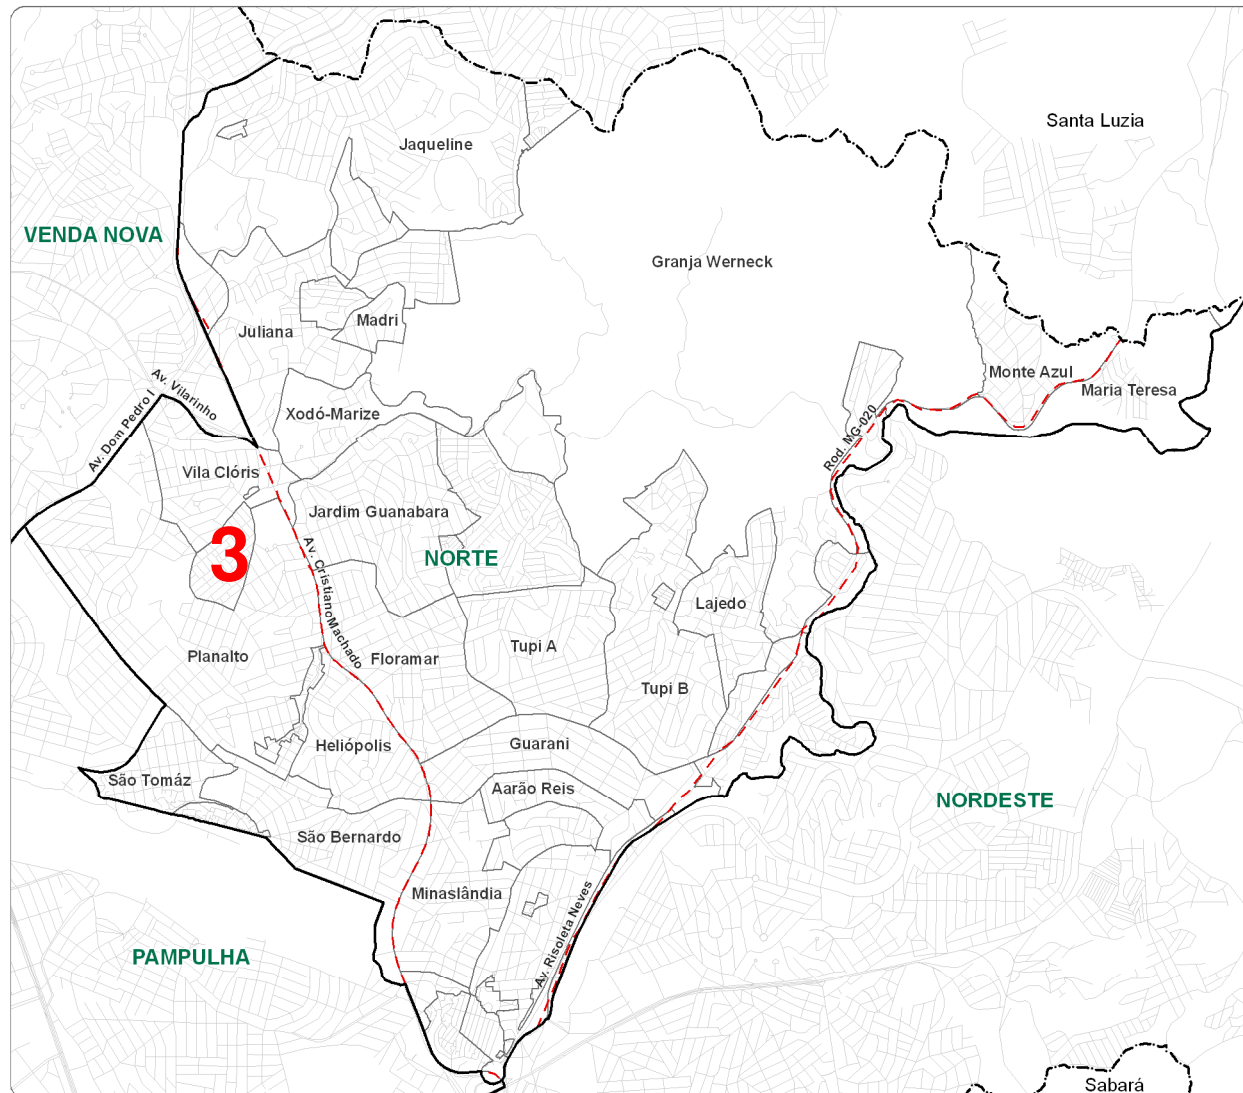 Santa Luzia
Jaqueline
VENDA NOVA
Granja Werneck
Madri
Juliana
Monte Azul
Maria Teresa
Av. Vilarinho
Av. Dom Pedro I
Xodó-Marize
Rod. MG-020
Vila Clóris
Jardim Guanabara
3
NORTE
Av. Cristiano Machado
Lajedo
Planalto
Floramar
Tupi A
Tupi B
Heliópolis
Guarani
São Tomáz
Aarão Reis
NORDESTE
São Bernardo
Minaslândia
Av. Risoleta Neves
PAMPULHA
Sabará